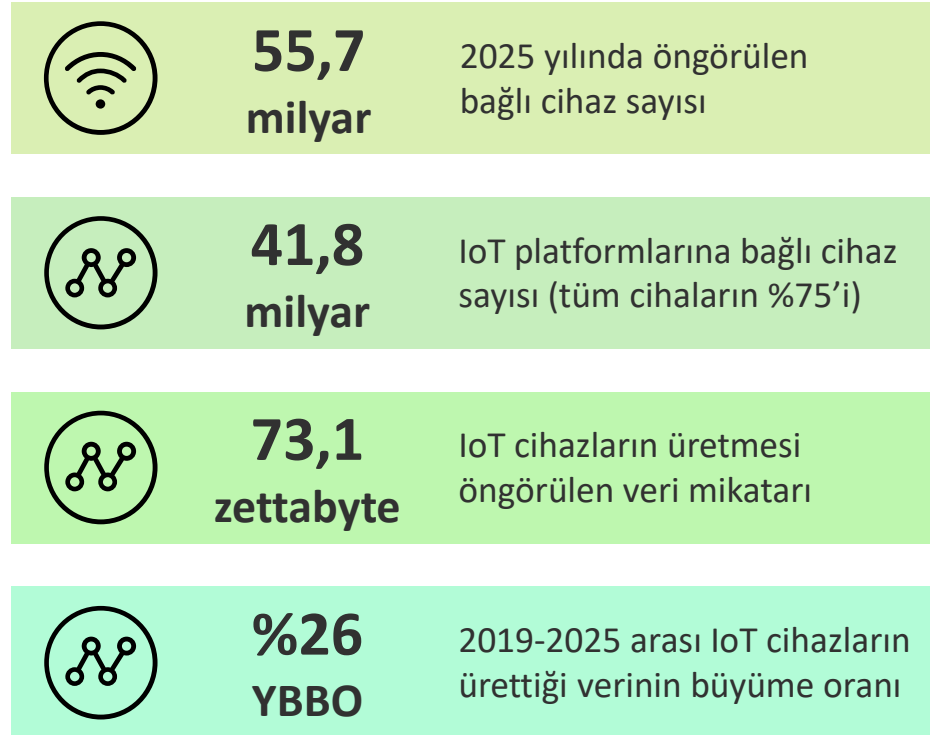 55,7
milyar
2025 yılında öngörülen
bağlı cihaz sayısı
41,8
milyar
IoT platformlarına bağlı cihaz
sayısı (tüm cihaların %75’i)
73,1
zettabyte
IoT cihazların üretmesi
öngörülen veri mikatarı
%26
YBBO
2019-2025 arası IoT cihazların
ürettiği verinin büyüme oranı